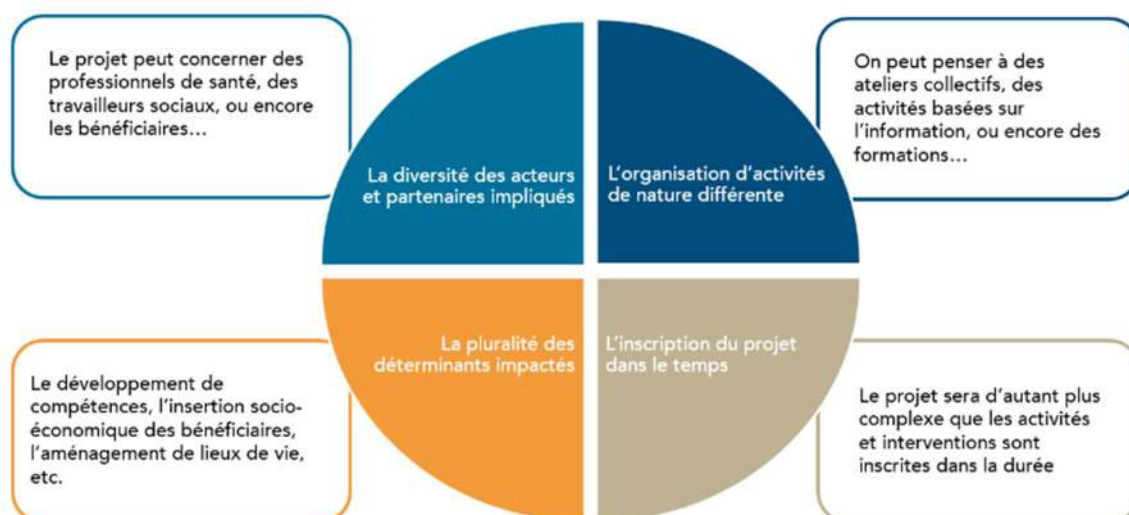 Le projet peut concerner des
professionnels de santé, des
travailleurs sociaux, ou encore
les bénéficiaires…
La diversité des acteurs
et partenaires impliqués
L'organisation d'activités
de nature différente
On peut penser à des
ateliers collectifs, des
activités basées sur
l'information, ou encore des
formations…
Le développement de
compétences, l'insertion socio-
économique des bénéficiaires,
l'aménagement de lieux de vie,
etc.
La pluralité des
déterminants impactés
L'inscription du projet
dans le temps
Le projet sera d'autant plus
complexe que les activités
et interventions sont
inscrites dans la durée